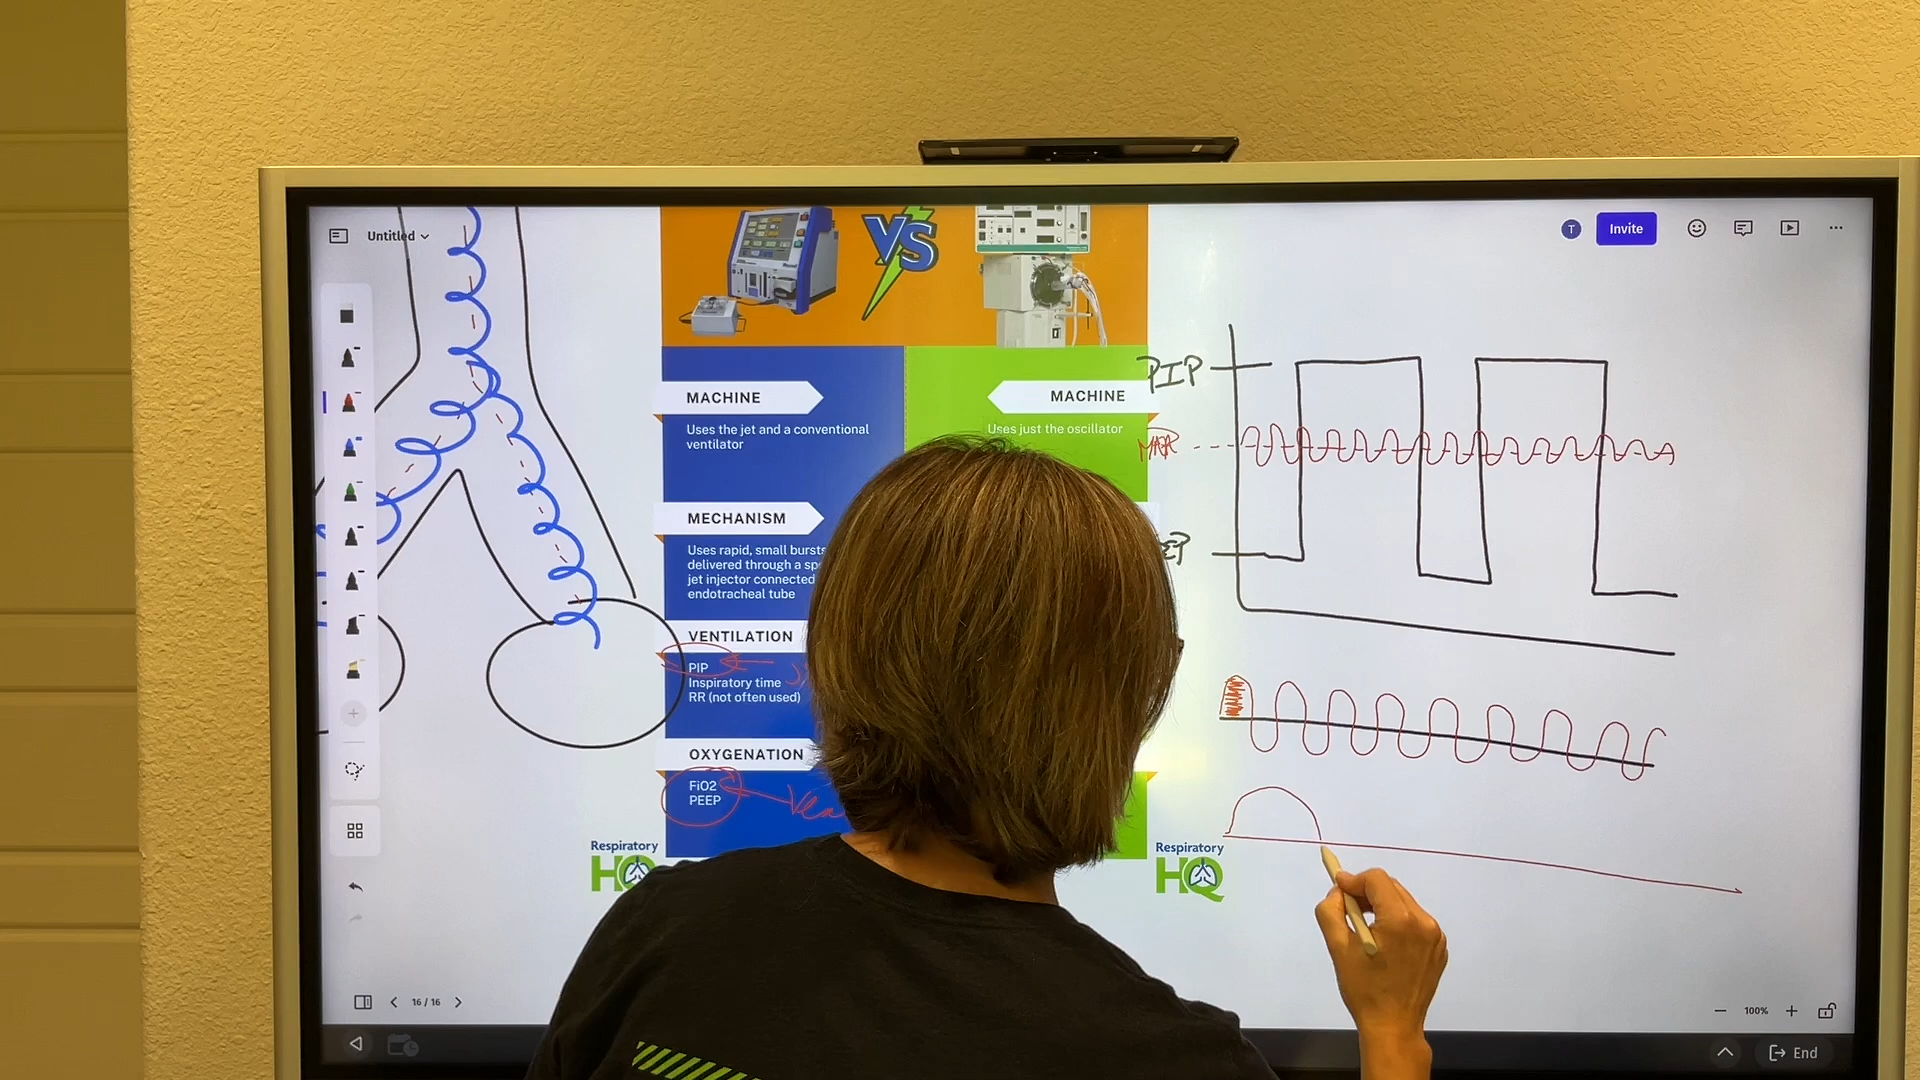 Untitled
VS
T
Invite
MACHINE
Uses the jet and a conventional
ventilator
MACHINE
Uses just the oscillator
PIP
MAP
MECHANISM
Uses rapid, small bursts
delivered through a
jet injector connected
endotracheal tube
VENTILATION
PIP
Inspiratory time
RR (not often used)
OXYGENATION
FiO2
PEEP
Respiratory
HQ
Respiratory
HQ
16 / 16
100%
End